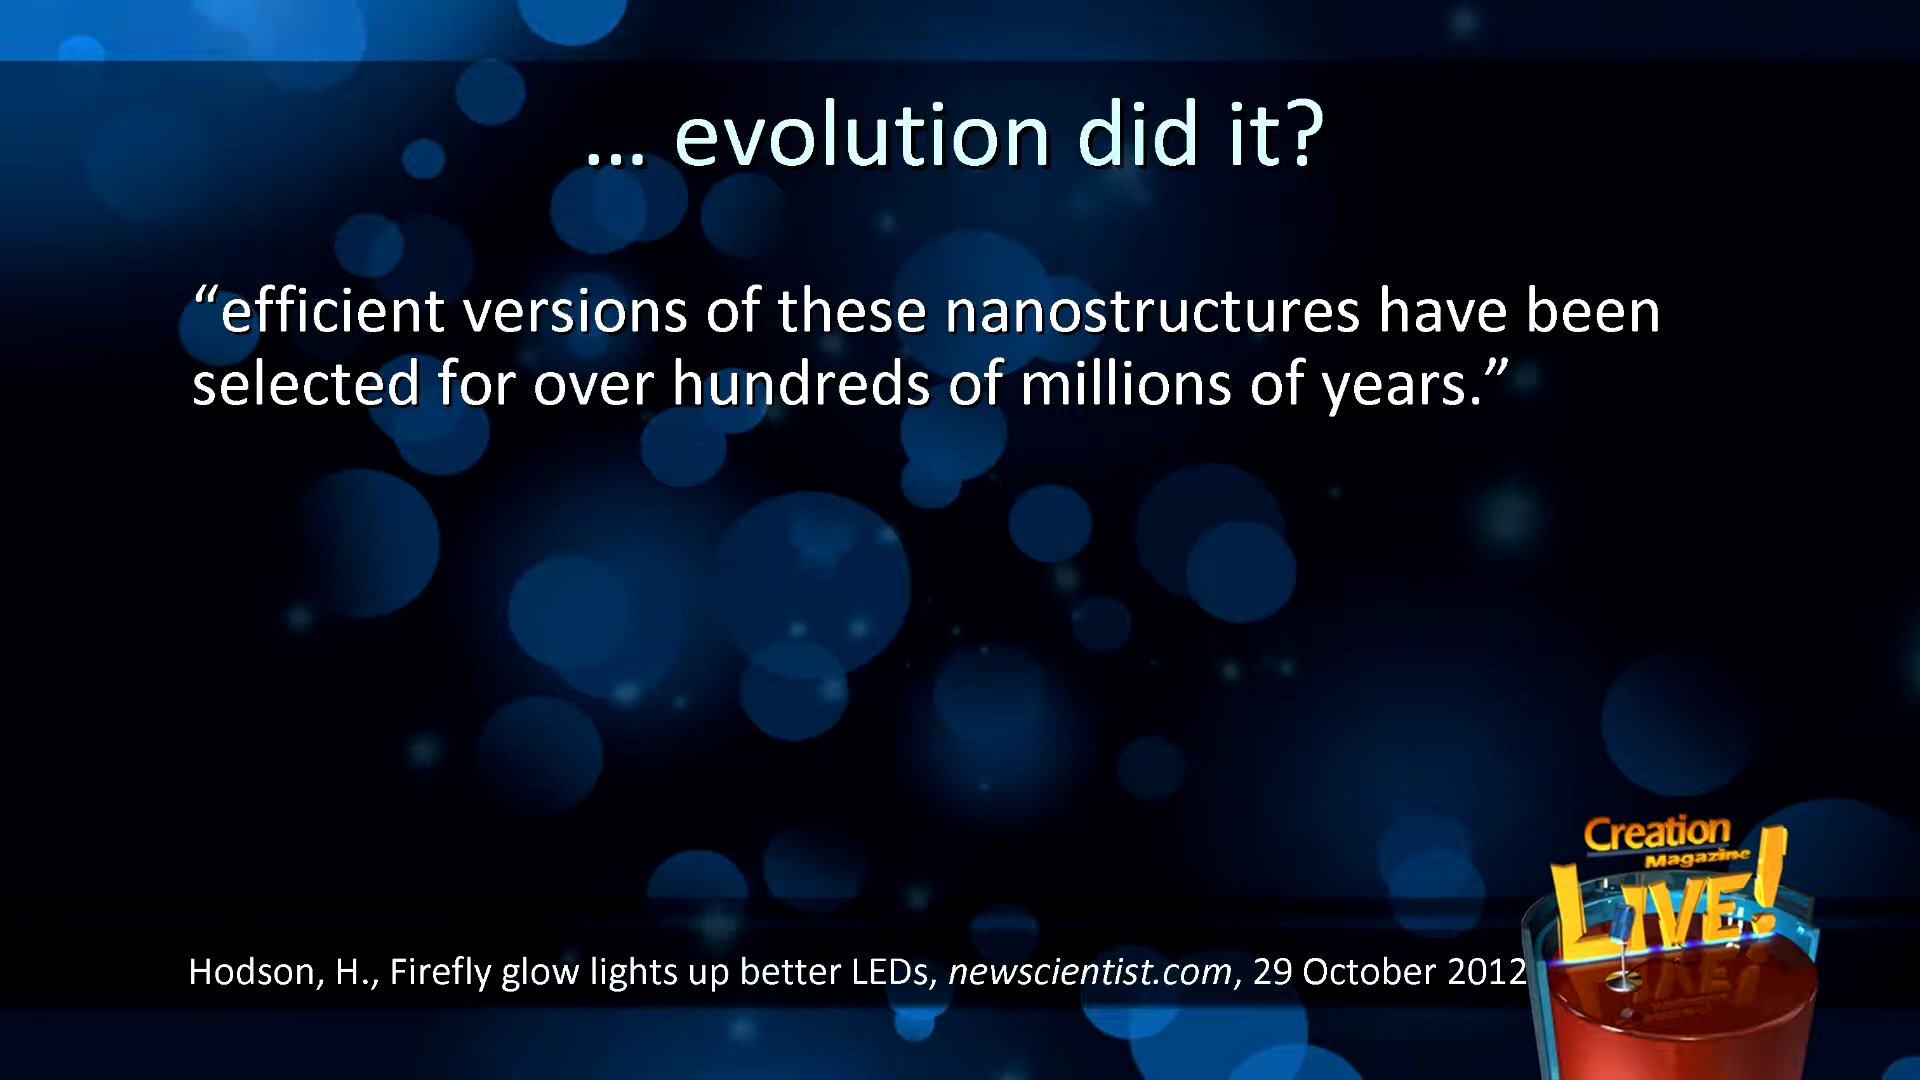 ... evolution did it?
“efficient versions of these nanostructures have been
selected for over hundreds of millions of years.”
Creation
Magazine
LIVE!
Hodson, H., Firefly glow lights up better LEDs, newscientist.com, 29 October 2012